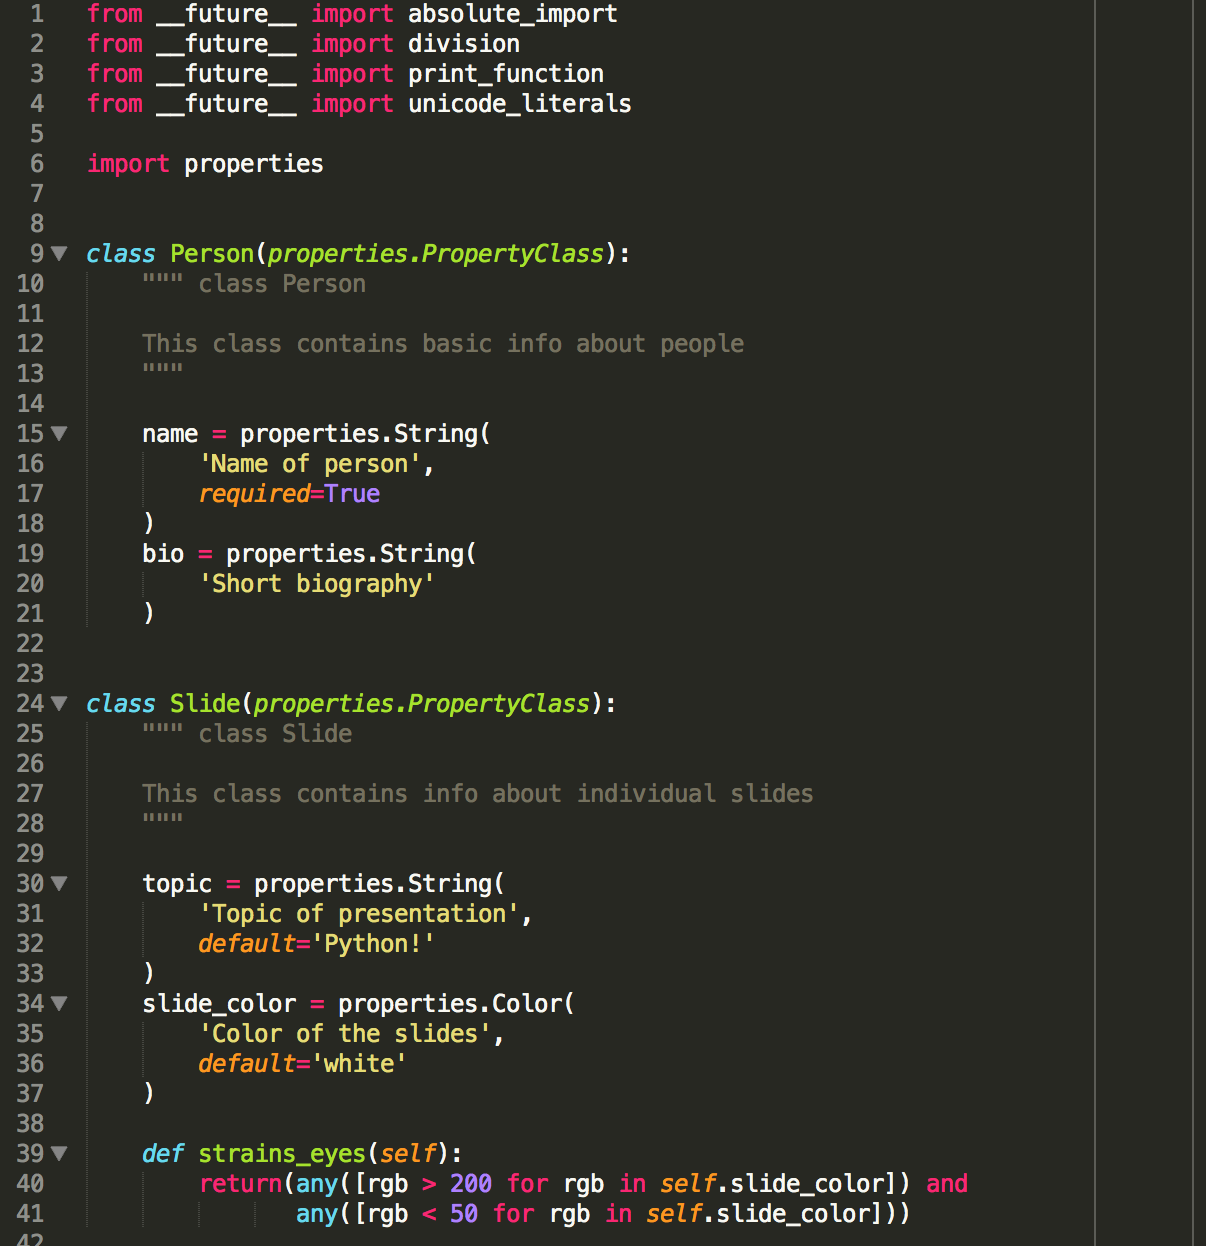 1 from __future__ import absolute_import
2 from __future__ import division
3 from __future__ import print_function
4 from __future__ import unicode_literals
5
6 import properties
7
8
9 class Person(properties.PropertyClass):
10     """ class Person
11
12     This class contains basic info about people
13     """
14
15     name = properties.String(
16         'Name of person',
17         required=True
18     )
19     bio = properties.String(
20         'Short biography'
21     )
22
23
24 class Slide(properties.PropertyClass):
25     """ class Slide
26
27     This class contains info about individual slides
28     """
29
30     topic = properties.String(
31         'Topic of presentation',
32         default='Python!'
33     )
34     slide_color = properties.Color(
35         'Color of the slides',
36         default='white'
37     )
38
39     def strains_eyes(self):
40         return(any([rgb > 200 for rgb in self.slide_color]) and
41                any([rgb < 50 for rgb in self.slide_color]))
42